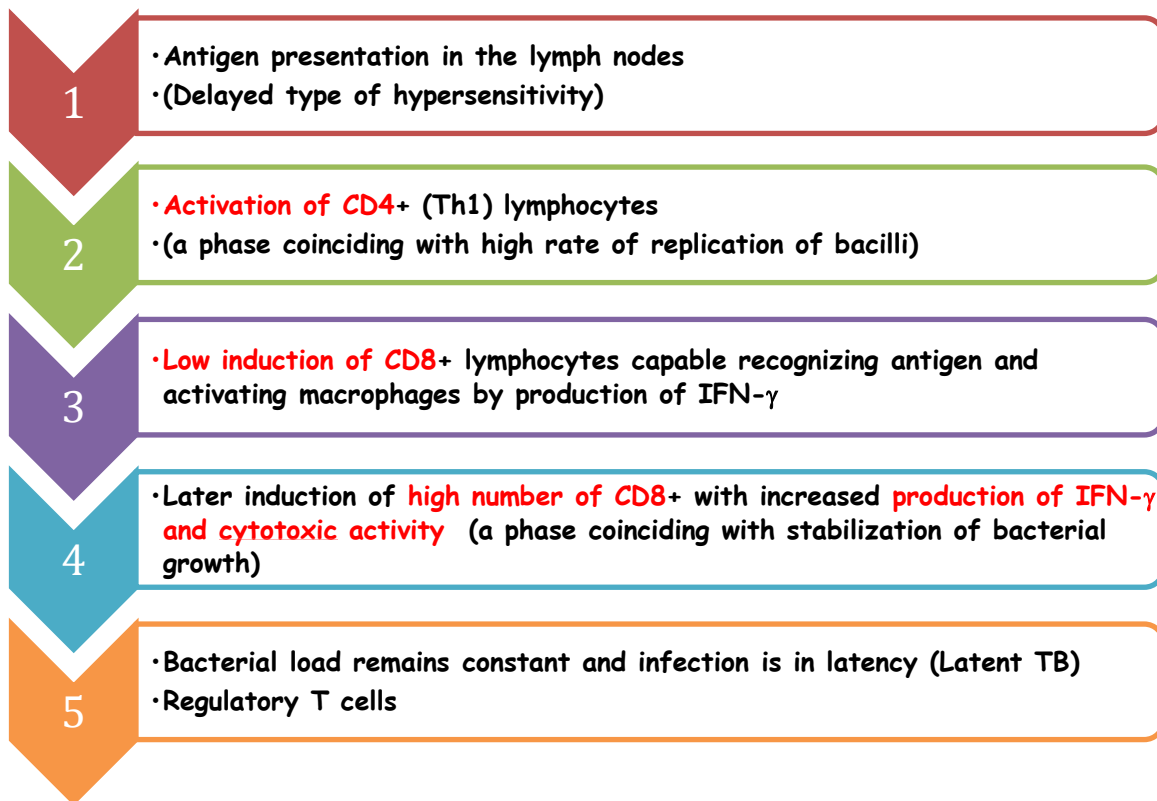 1
•Antigen presentation in the lymph nodes
•(Delayed type of hypersensitivity)
2
•Activation of CD4+ (Th1) lymphocytes
•(a phase coinciding with high rate of replication of bacilli)
3
•Low induction of CD8+ lymphocytes capable recognizing antigen and
activating macrophages by production of IFN-γ
4
•Later induction of high number of CD8+ with increased production of IFN-γ
and cytotoxic activity (a phase coinciding with stabilization of bacterial
growth)
5
•Bacterial load remains constant and infection is in latency (Latent TB)
•Regulatory T cells